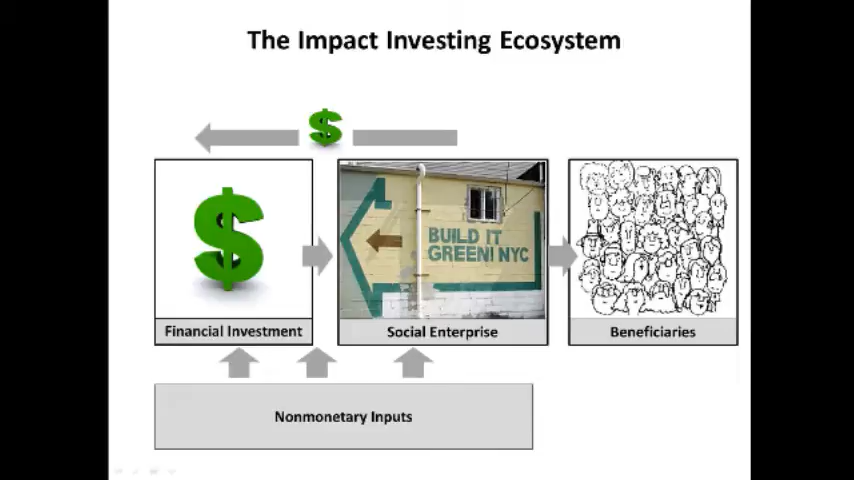 The Impact Investing Ecosystem
$
$
BUILD IT
GREEN! NYC
Financial Investment
Social Enterprise
Beneficiaries
Nonmonetary Inputs